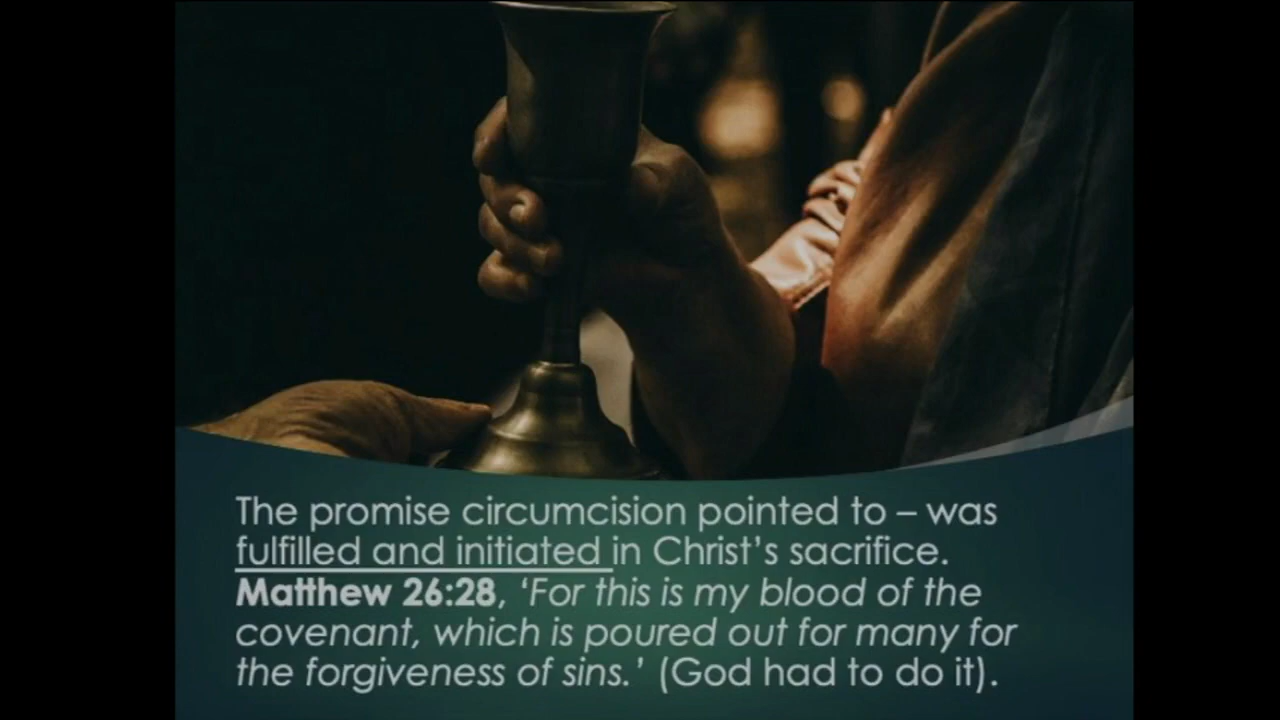 The promise circumcision pointed to – was
fulfilled and initiated in Christ’s sacrifice.
Matthew 26:28, ‘For this is my blood of the
covenant, which is poured out for many for
the forgiveness of sins.’ (God had to do it).